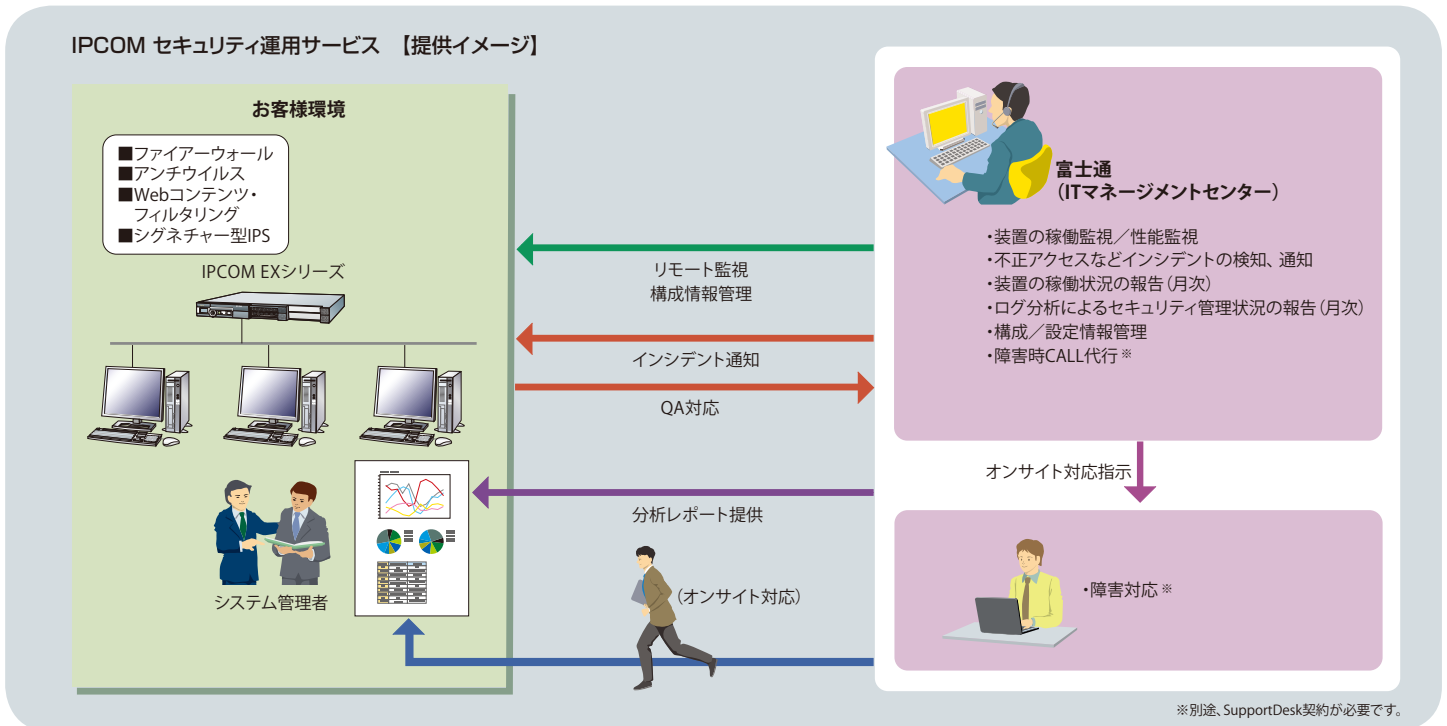 IPCOM セキュリティ運用サービス 【提供イメージ】
お客様環境
■ファイアーウォール
■アンチウイルス
■Webコンテンツ・
フィルタリング
■シグネチャー型IPS
IPCOM EXシリーズ
システム管理者
リモート監視
構成情報管理
インシデント通知
QA対応
分析レポート提供
(オンサイト対応)
富士通
(ITマネージメントセンター)
・装置の稼働監視／性能監視
・不正アクセスなどインシデントの検知、通知
・装置の稼働状況の報告(月次)
・ログ分析によるセキュリティ管理状況の報告(月次)
・構成／設定情報管理
・障害時CALL代行※
オンサイト対応指示
・障害対応※
※別途、SupportDesk契約が必要です。